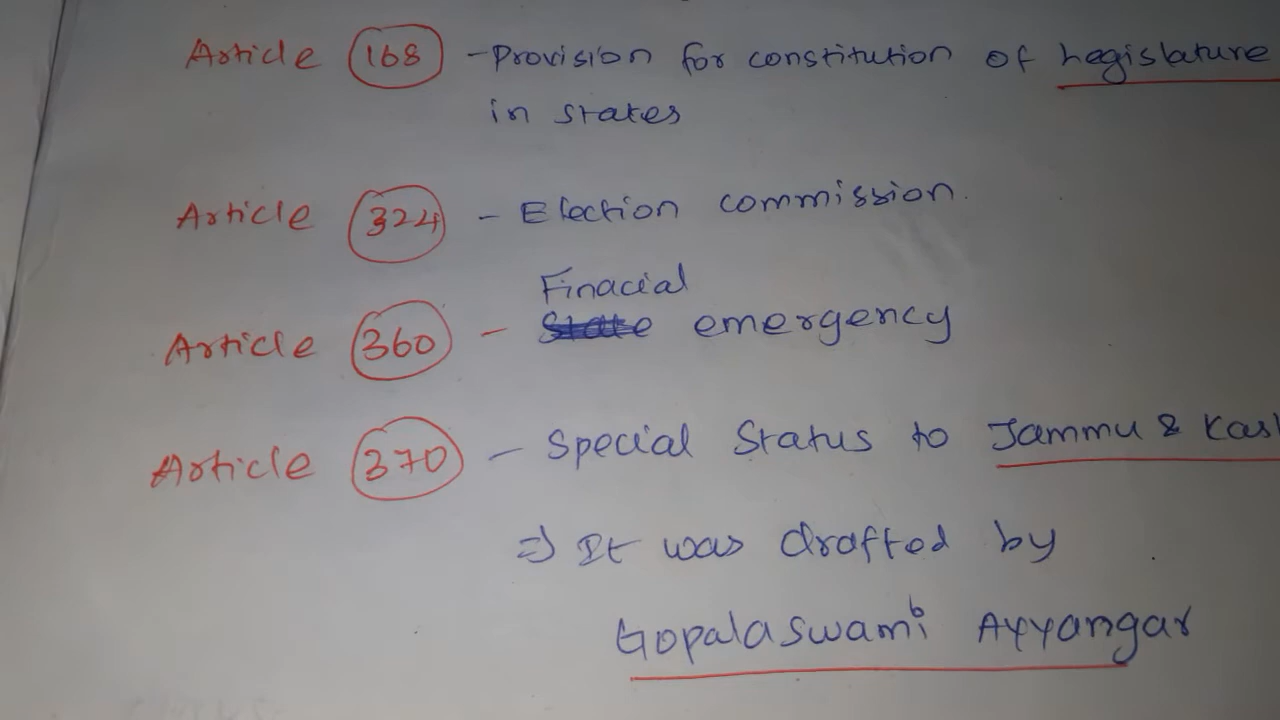 Article 168 - Provision for constitution of Legislature
in states
Article 324 - Election commission.
Finacial
Article 360 - State emergency
Article 370 - Special Status to Jammu & Kas
⇒ It was drafted by
Gopalaswami Ayyangar